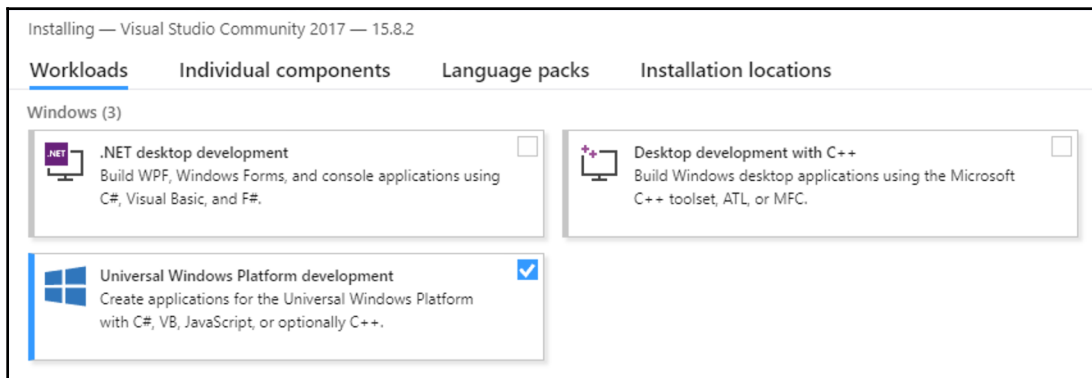 Installing — Visual Studio Community 2017 — 15.8.2
Workloads Individual components Language packs Installation locations
Windows (3)
.NET
.NET desktop development
Build WPF, Windows Forms, and console applications using
C#, Visual Basic, and F#.
++
Desktop development with C++
Build Windows desktop applications using the Microsoft
C++ toolset, ATL, or MFC.
Universal Windows Platform development
Create applications for the Universal Windows Platform
with C#, VB, JavaScript, or optionally C++.